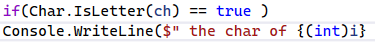 if(Char.IsLetter(ch) == true )
Console.WriteLine($" the char of {(int)i}